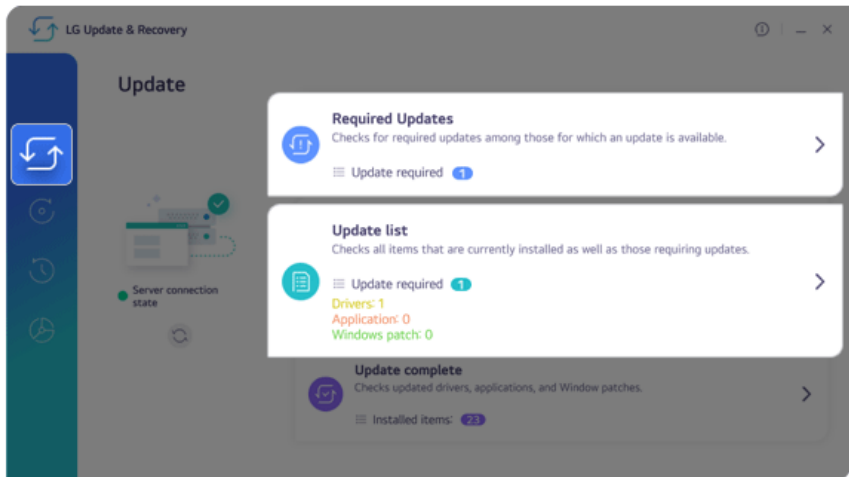 LG Update & Recovery
Update
Required Updates
Checks for required updates among those for which an update is available.
Update required 1
Update list
Checks all items that are currently installed as well as those requiring updates.
Update required 1
Drivers: 1
Application: 0
Windows patch: 0
Server connection
state
Update complete
Checks updated drivers, applications, and Window patches.
Installed items: 23